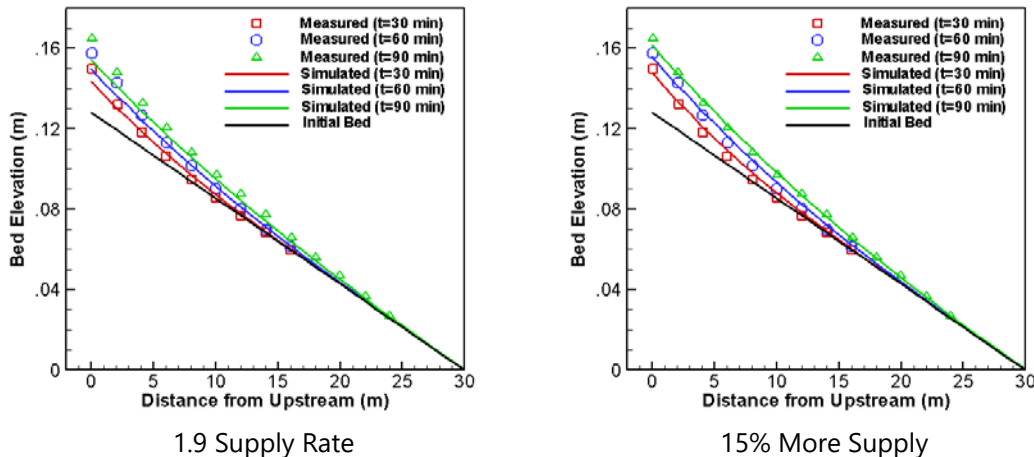 Measured (t=30 min)
Measured (t=60 min)
Measured (t=90 min)
Simulated (t=30 min)
Simulated (t=60 min)
Simulated (t=90 min)
Initial Bed
Bed Elevation (m)
.16
.12
.08
.04
0
0 5 10 15 20 25 30
Distance from Upstream (m)
1.9 Supply Rate
Measured (t=30 min)
Measured (t=60 min)
Measured (t=90 min)
Simulated (t=30 min)
Simulated (t=60 min)
Simulated (t=90 min)
Initial Bed
Bed Elevation (m)
.16
.12
.08
.04
0
0 5 10 15 20 25 30
Distance from Upstream (m)
15% More Supply